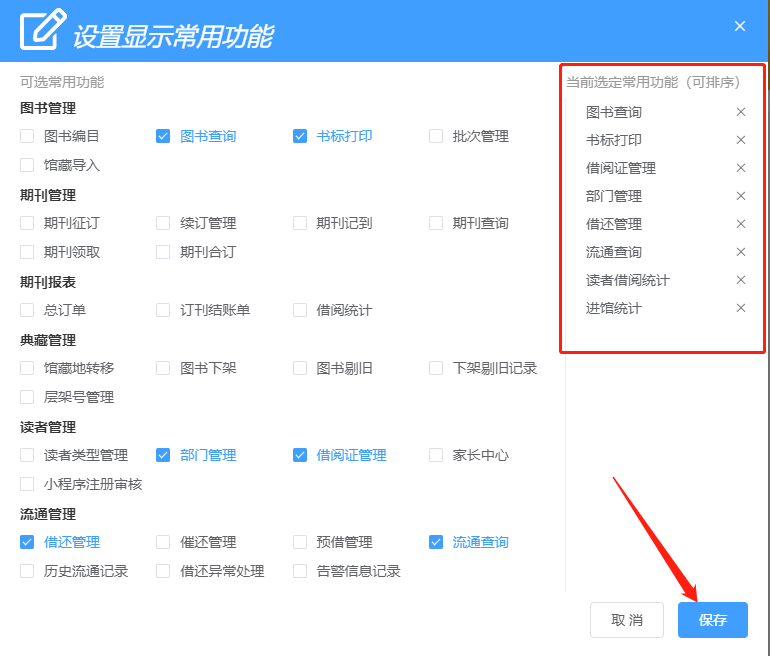 设置显示常用功能
可选常用功能
图书管理
图书编目 图书查询 书标打印 批次管理
馆藏导入
期刊管理
期刊征订 续订管理 期刊记到 期刊查询
期刊领取 期刊合订
期刊报表
总订单 订刊结账单 借阅统计
典藏管理
馆藏地转移 图书下架 图书剔旧 下架剔旧记录
层架号管理
读者管理
读者类型管理 部门管理 借阅证管理 家长中心
小程序注册审核
流通管理
借还管理 催还管理 预借管理 流通查询
历史流通记录 借还异常处理 告警信息记录
当前选定常用功能（可排序）
图书查询
书标打印
借阅证管理
部门管理
借还管理
流通查询
读者借阅统计
进馆统计
取消 保存